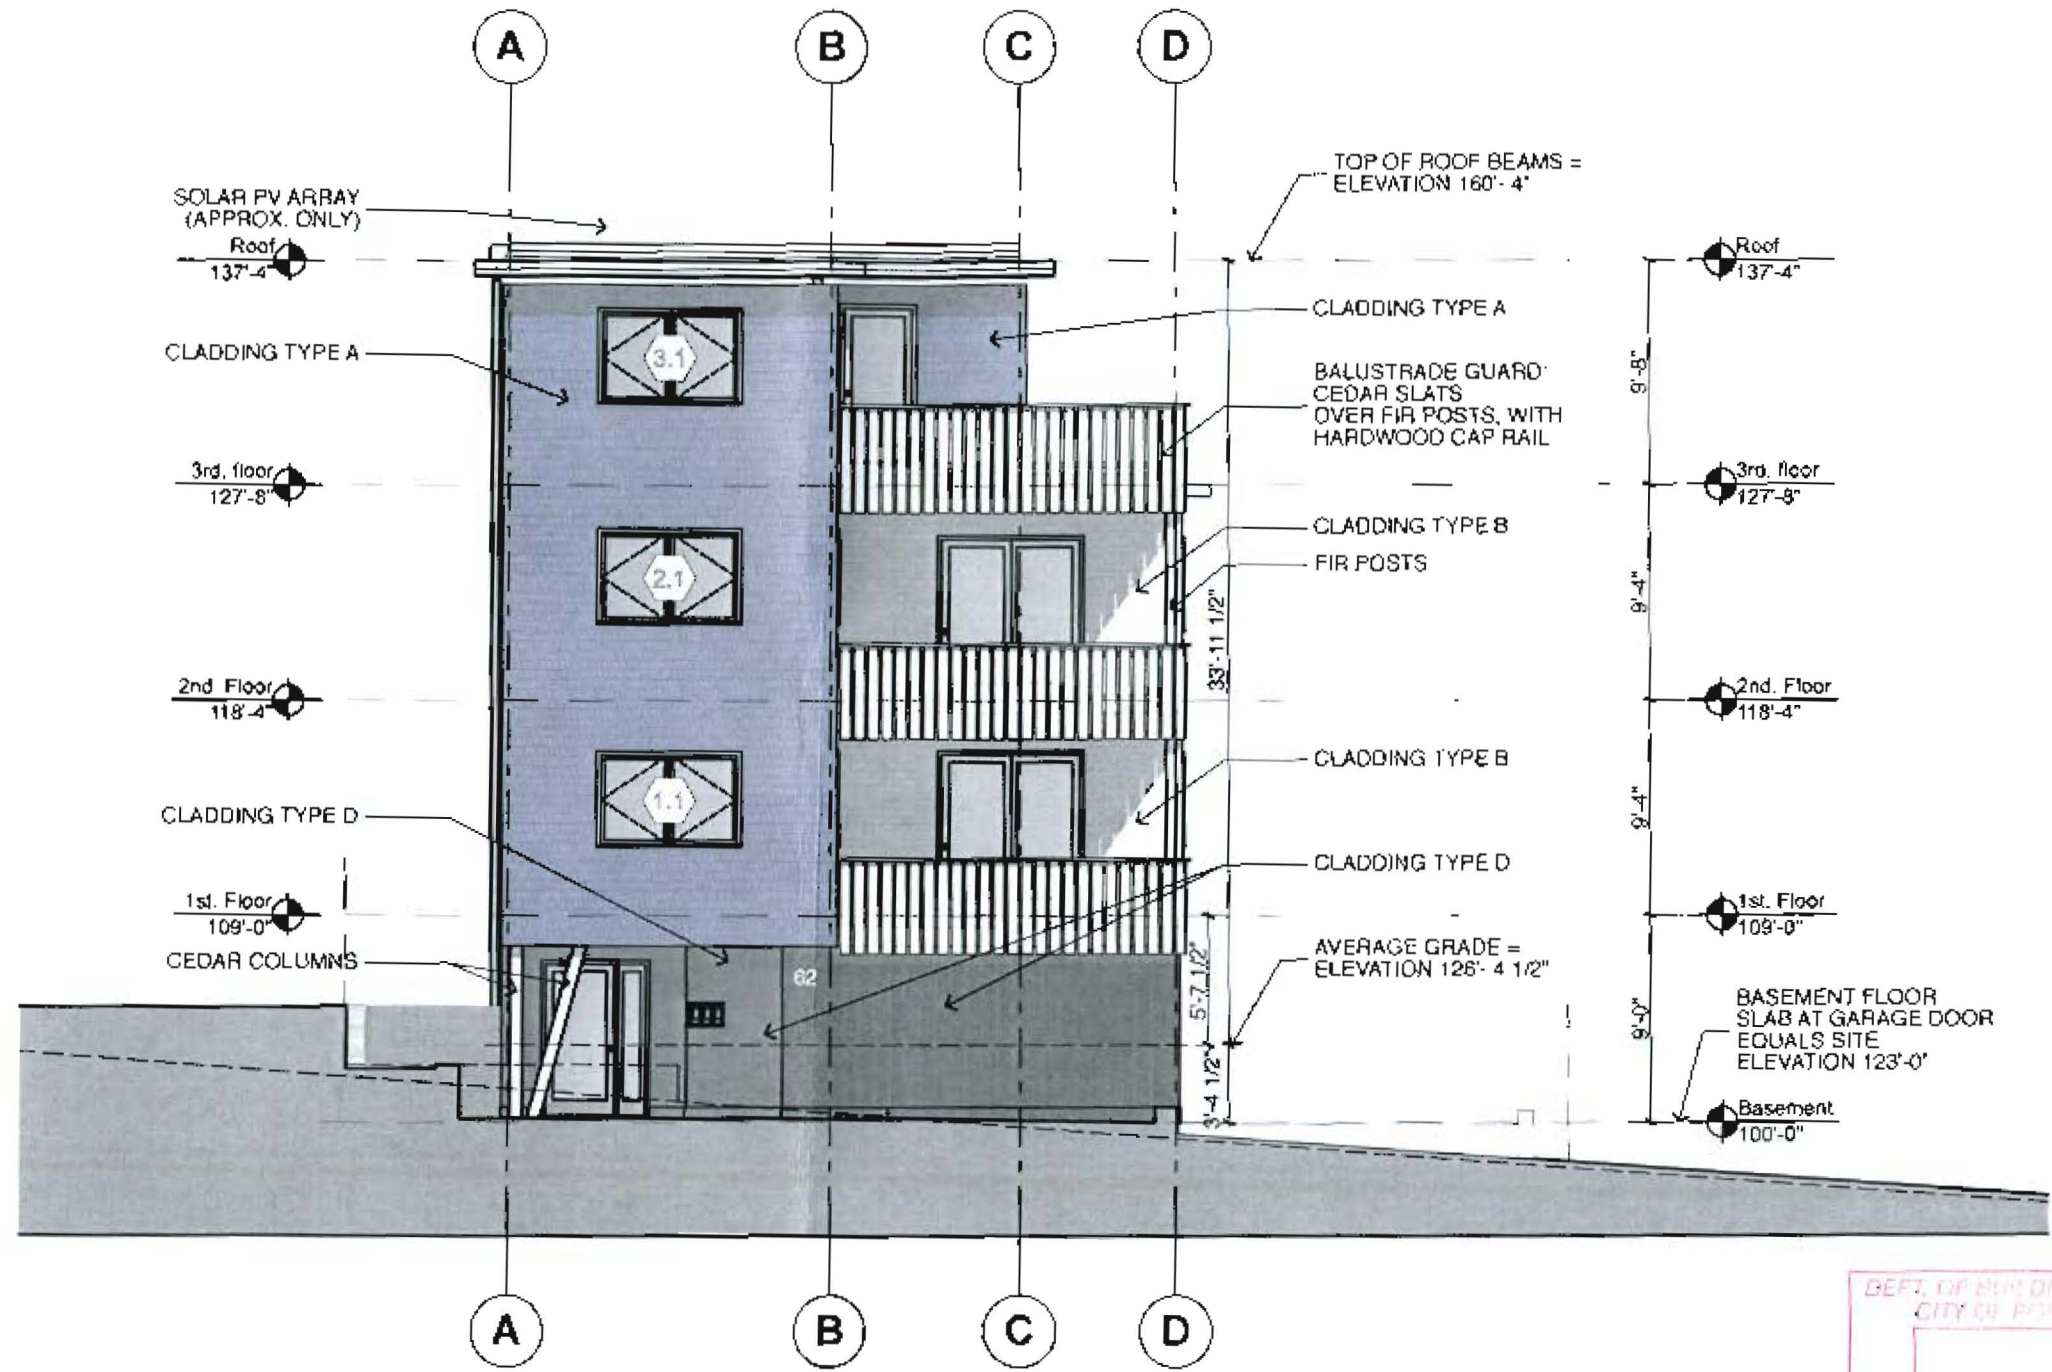 A B C D
SOLAR PV ARRAY
(APPROX. ONLY)
Roof
137'-4"
CLADDING TYPE A
3rd. floor
127'-8"
2nd Floor
118'-4"
CLADDING TYPE D
1st. Floor
109'-0"
CEDAR COLUMNS
3.1
2.1
1.1
62
TOP OF ROOF BEAMS =
ELEVATION 160'- 4"
CLADDING TYPE A
BALUSTRADE GUARD:
CEDAR SLATS
OVER FIR POSTS, WITH
HARDWOOD CAP RAIL
CLADDING TYPE B
FIR POSTS
33'-11 1/2"
CLADDING TYPE B
CLADDING TYPE D
5'-7 1/2"
AVERAGE GRADE =
ELEVATION 126'- 4 1/2"
3'-4 1/2"
BASEMENT FLOOR
SLAB AT GARAGE DOOR
EQUALS SITE
ELEVATION 123'-0"
Roof
137'-4"
9'-8"
3rd. floor
127'-8"
9'-4"
2nd. Floor
118'-4"
9'-4"
1st. Floor
109'-0"
9'-0"
Basement
100'-0"
A B C D
DEPT. OF
CITY OF